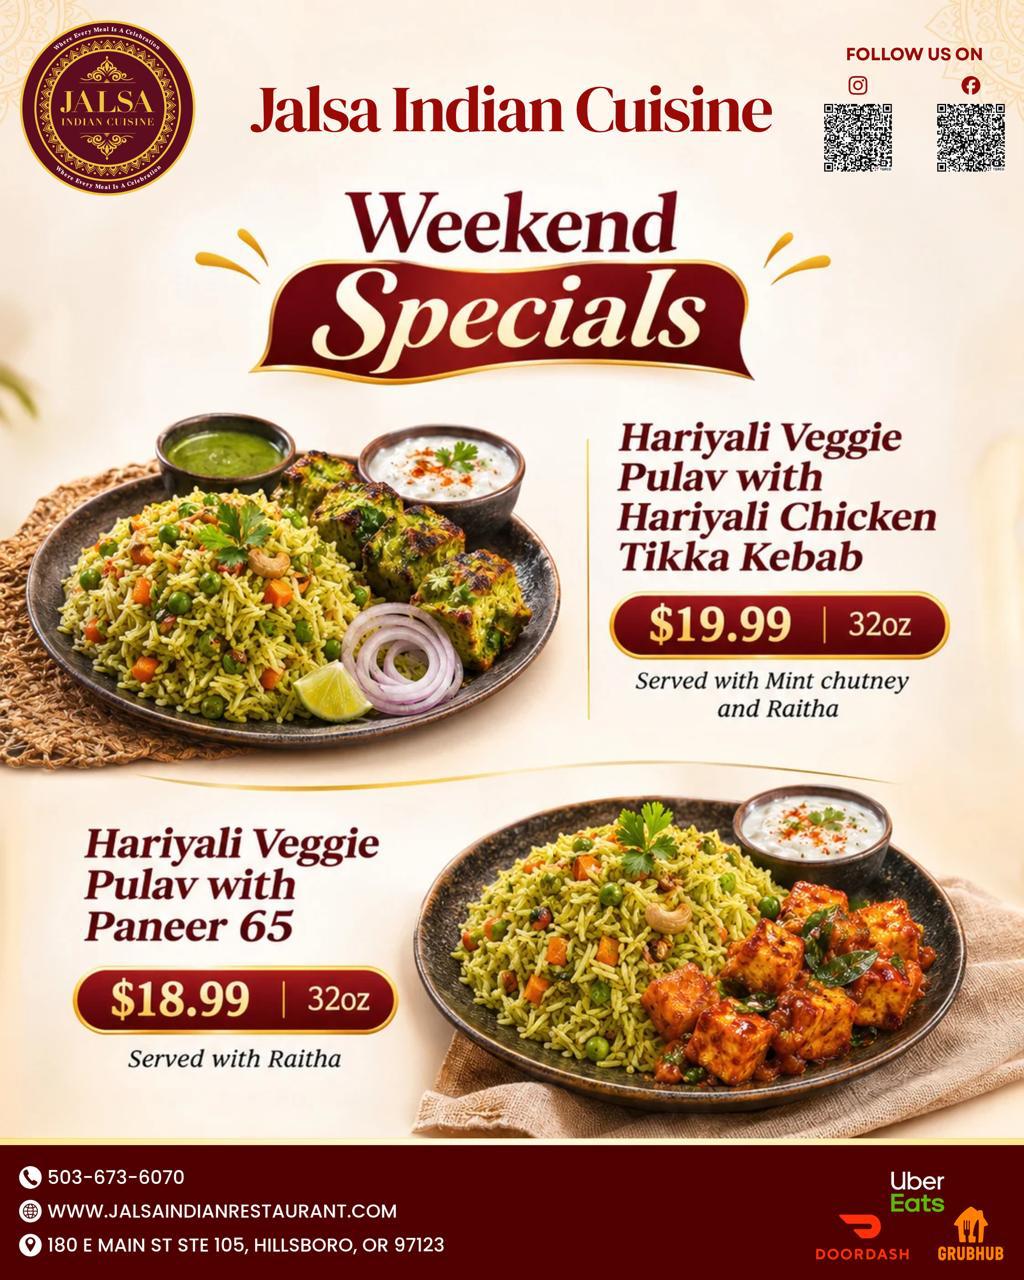 Where Every Meal Is A Celebration
JALSA
INDIAN CUISINE
Where Every Meal Is A Celebration
Jalsa Indian Cuisine
FOLLOW US ON
Weekend
Specials
Hariyali Veggie
Pulav with
Hariyali Chicken
Tikka Kebab
$19.99 | 32oz
Served with Mint chutney
and Raitha
Hariyali Veggie
Pulav with
Paneer 65
$18.99 | 32oz
Served with Raitha
503-673-6070
WWW.JALSAINDIANRESTAURANT.COM
180 E MAIN ST STE 105, HILLSBORO, OR 97123
Uber
Eats
DOORDASH
GRUBHUB